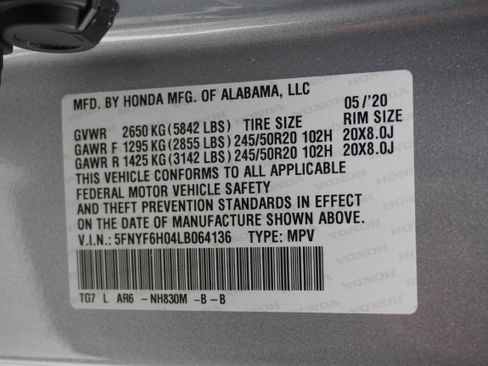 MFD. BY HONDA MFG. OF ALABAMA, LLC
05/'20
GVWR 2650 KG (5842 LBS) TIRE SIZE RIM SIZE
GAWR F 1295 KG (2855 LBS) 245/50R20 102H 20X8.0J
GAWR R 1425 KG (3142 LBS) 245/50R20 102H 20X8.0J
THIS VEHICLE CONFORMS TO ALL APPLICABLE
FEDERAL MOTOR VEHICLE SAFETY
AND THEFT PREVENTION STANDARDS IN EFFECT
ON THE DATE OF MANUFACTURE SHOWN ABOVE.
V.I.N.: 5FNYF6H04LB064136 TYPE: MPV
TG7 L AR6 -NH830M -B -B